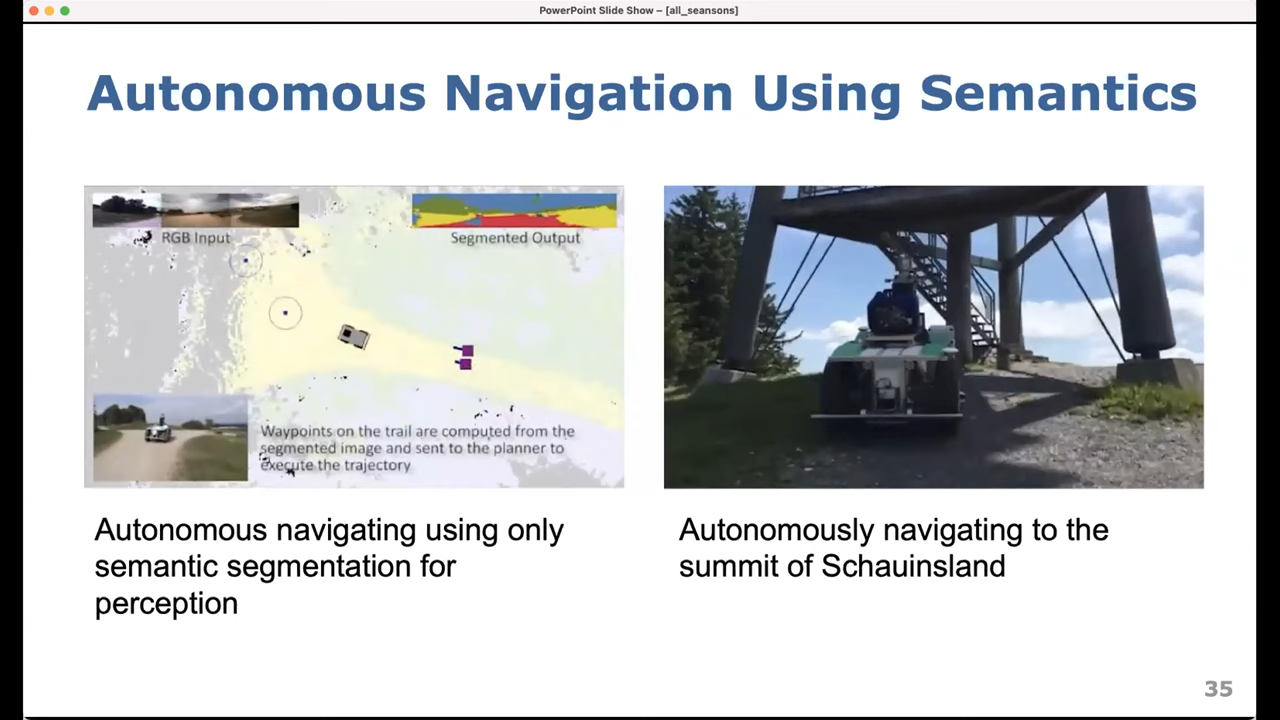 PowerPoint Slide Show – [all_seansons]
Autonomous Navigation Using Semantics
RGB Input
Segmented Output
Waypoints on the trail are computed from the
segmented image and sent to the planner to
execute the trajectory
Autonomous navigating using only
semantic segmentation for
perception
Autonomously navigating to the
summit of Schauinsland
35